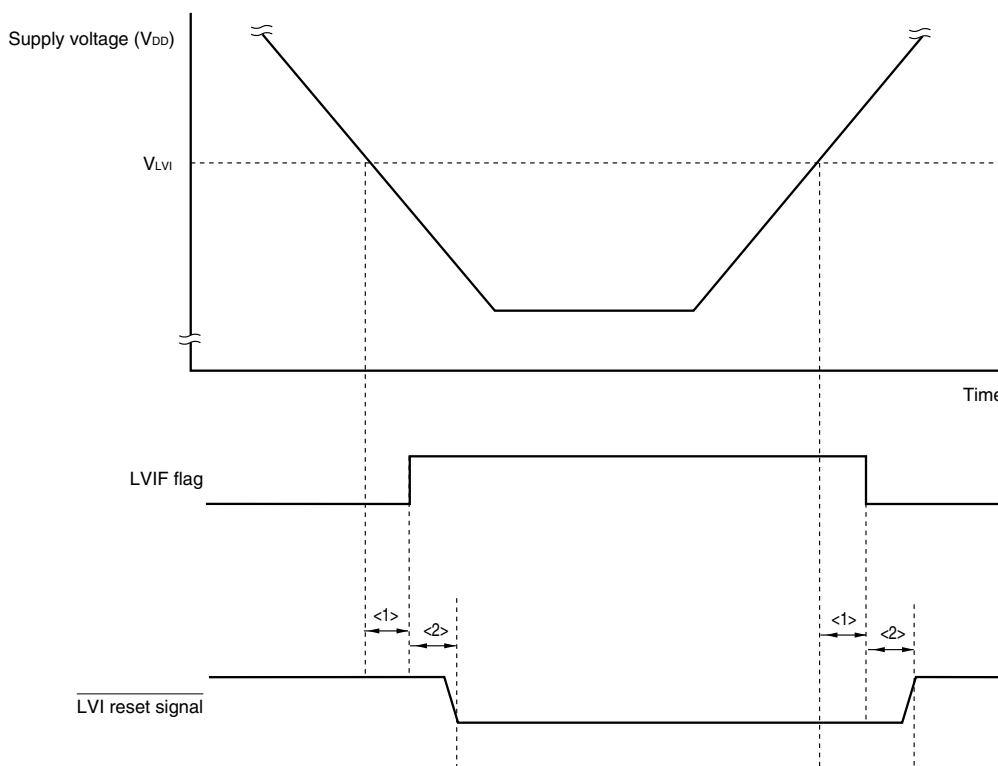 Supply voltage (VDD)
VLVI
Time
LVIF flag
<1>
<2>
<1>
<2>
LVI reset signal